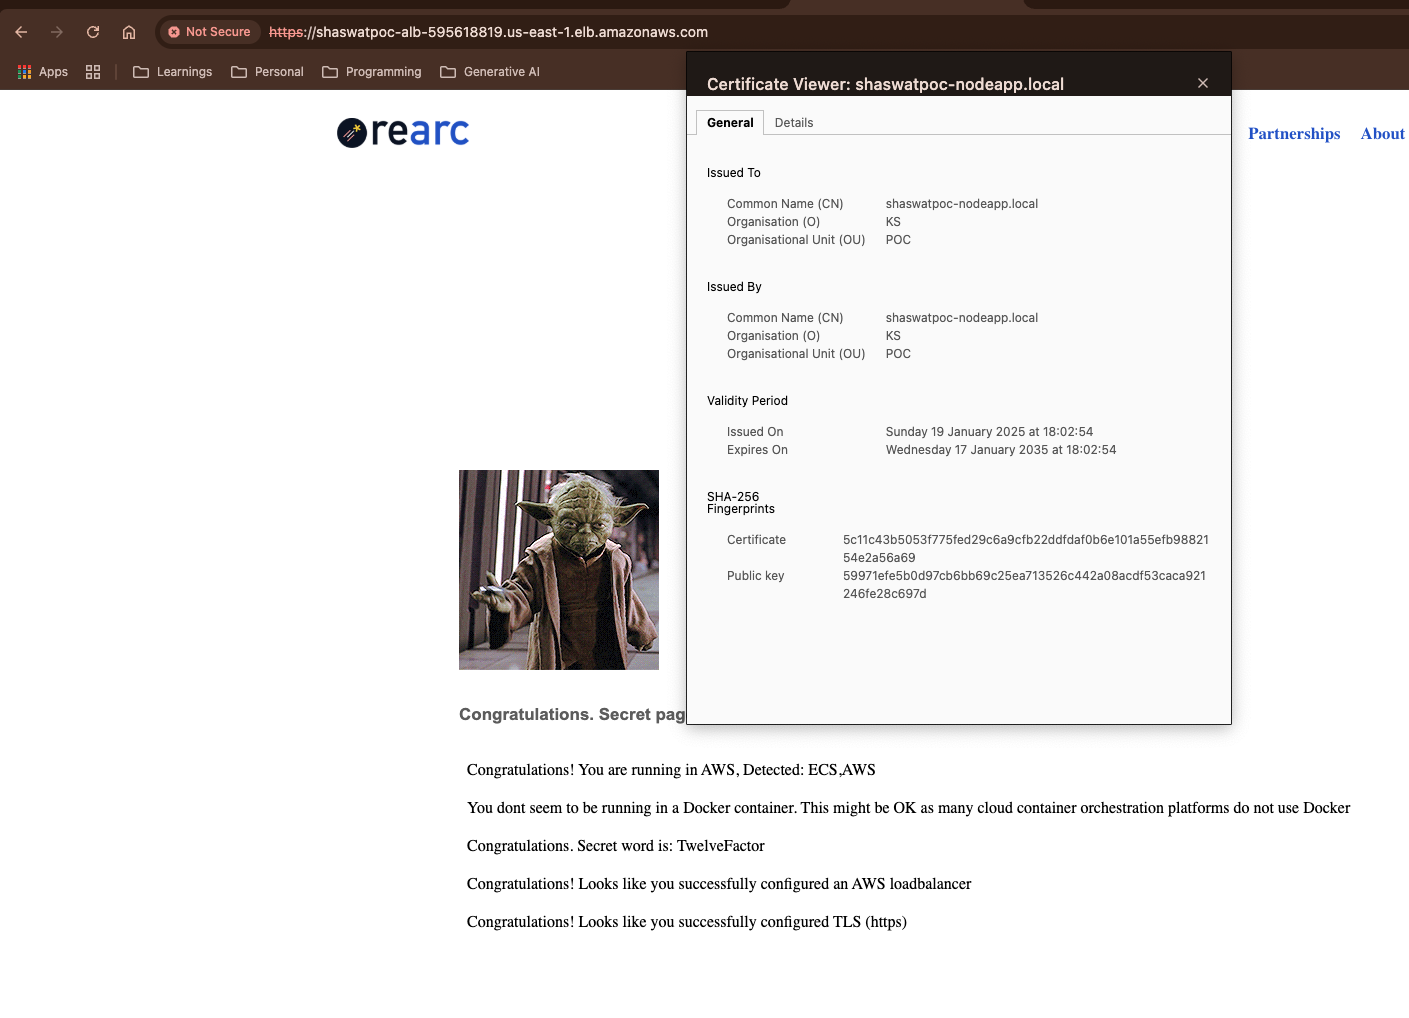 Not Secure https://shaswatpoc-alb-595618819.us-east-1.elb.amazonaws.com
Apps Learnings Personal Programming Generative AI
rearc
Partnerships About
Certificate Viewer: shaswatpoc-nodeapp.local
General Details
Issued To
Common Name (CN) shaswatpoc-nodeapp.local
Organisation (O) KS
Organisational Unit (OU) POC
Issued By
Common Name (CN) shaswatpoc-nodeapp.local
Organisation (O) KS
Organisational Unit (OU) POC
Validity Period
Issued On Sunday 19 January 2025 at 18:02:54
Expires On Wednesday 17 January 2035 at 18:02:54
SHA-256
Fingerprints
Certificate 5c11c43b5053f775fed29c6a9cfb22ddfdaf0b6e101a55efb98821
54e2a56a69
Public key 59971efe5b0d97cb6bb69c25ea713526c442a08acdf53caca921
246fe28c697d
Congratulations. Secret pag
Congratulations! You are running in AWS, Detected: ECS,AWS
You dont seem to be running in a Docker container. This might be OK as many cloud container orchestration platforms do not use Docker
Congratulations. Secret word is: TwelveFactor
Congratulations! Looks like you successfully configured an AWS loadbalancer
Congratulations! Looks like you successfully configured TLS (https)